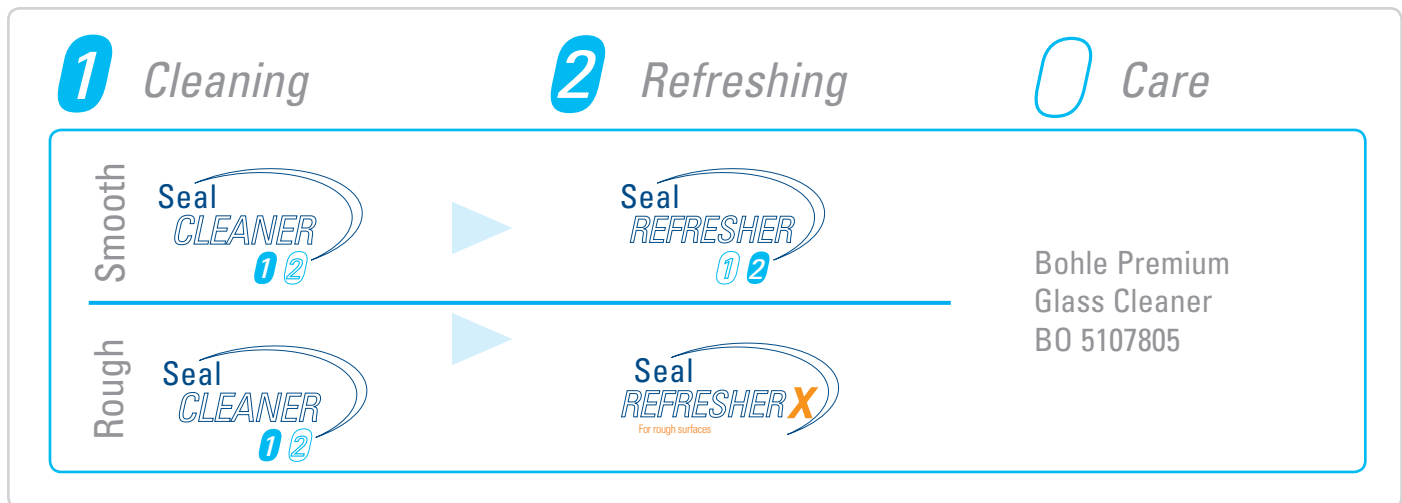 1 Cleaning
2 Refreshing
Care
Smooth
Seal
CLEANER
1 2
Seal
REFRESHER
1 2
Rough
Seal
CLEANER
1 2
Seal
REFRESHER X
For rough surfaces
Bohle Premium
Glass Cleaner
BO 5107805